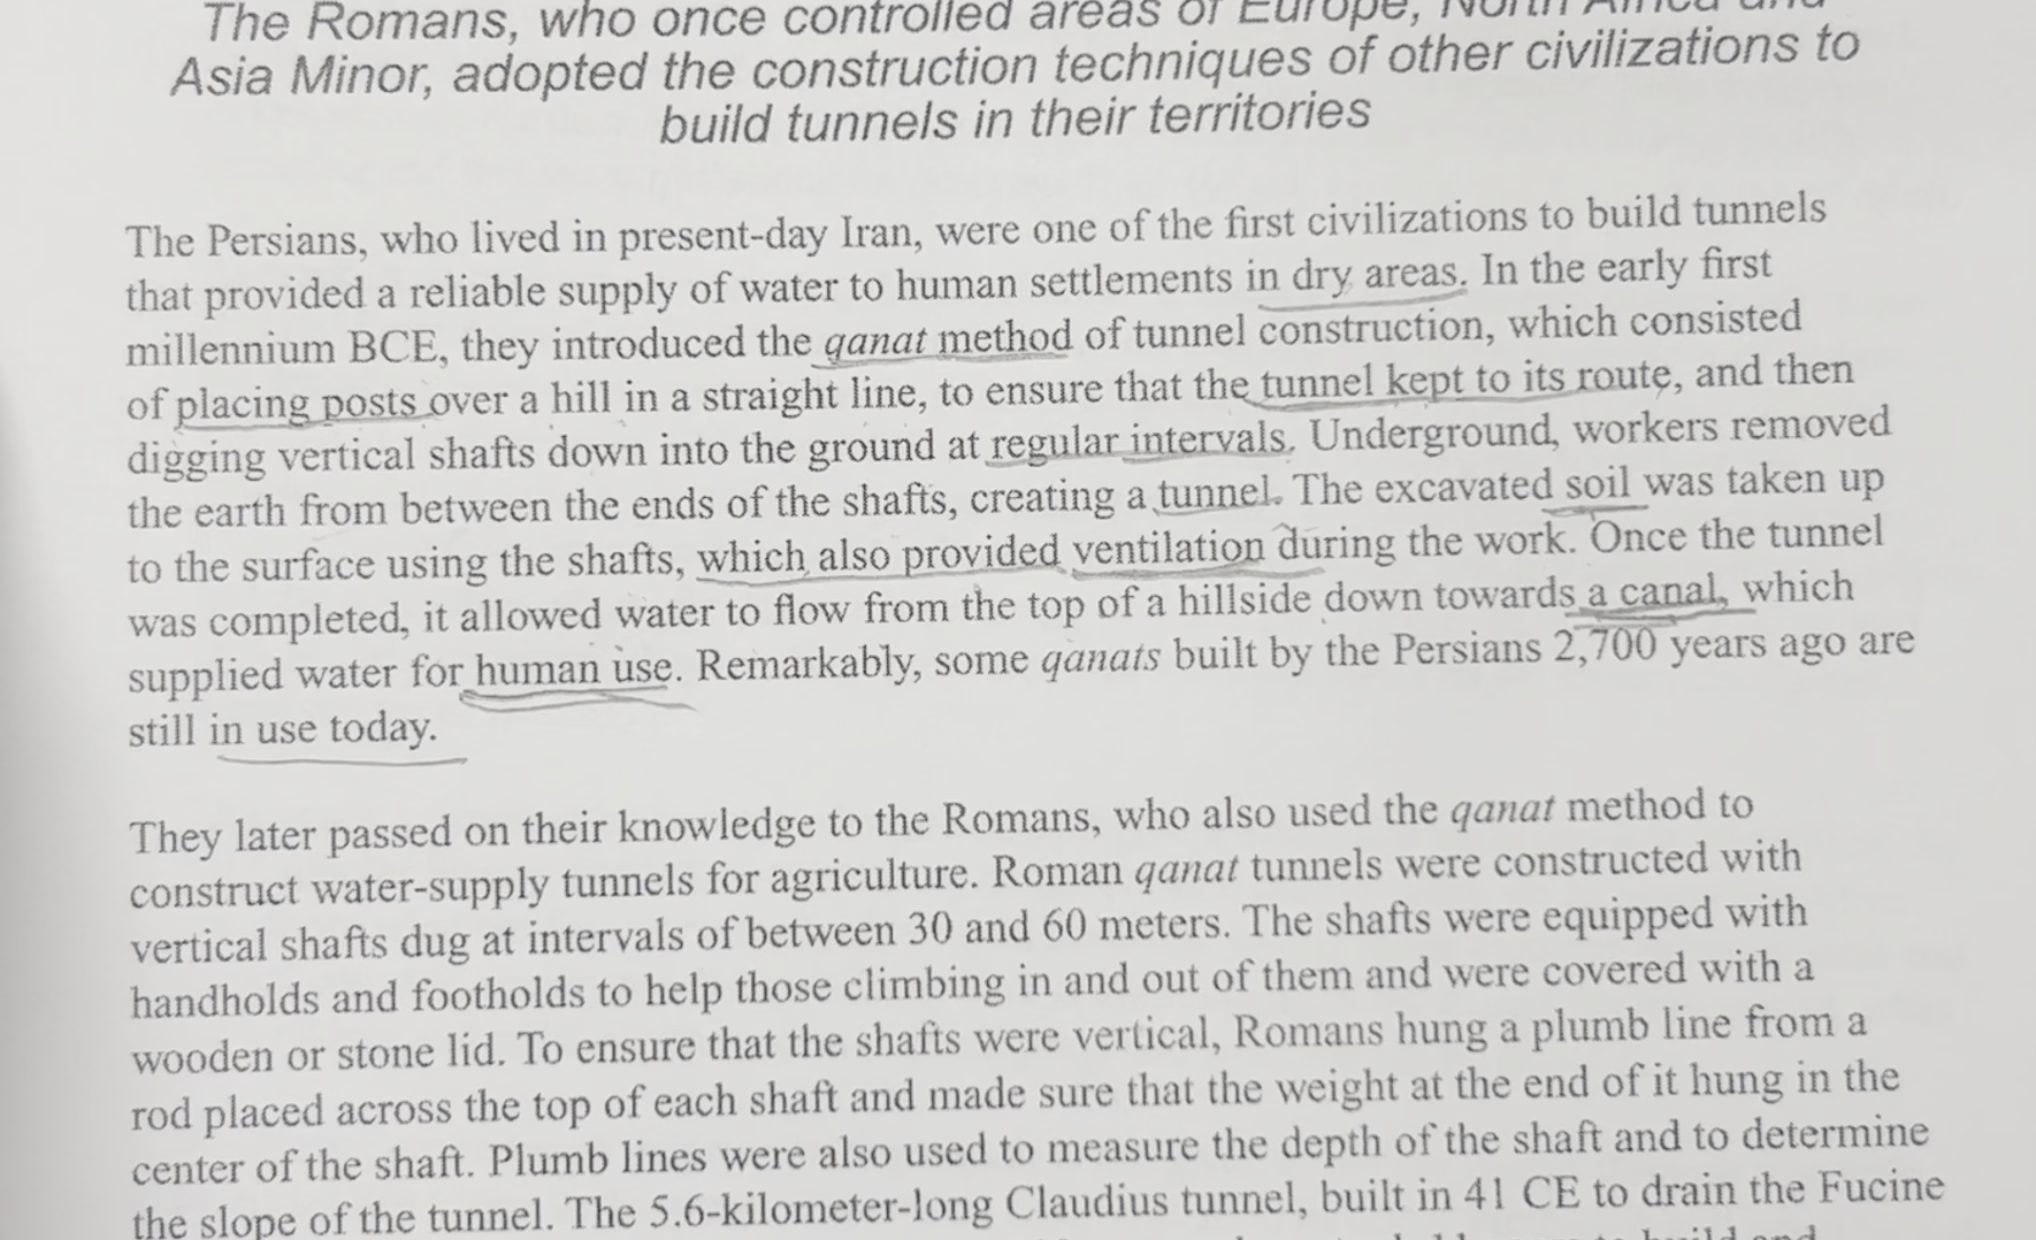 The Romans, who once controlled areas of Europe, North Africa and
Asia Minor, adopted the construction techniques of other civilizations to
build tunnels in their territories
The Persians, who lived in present-day Iran, were one of the first civilizations to build tunnels
that provided a reliable supply of water to human settlements in dry areas. In the early first
millennium BCE, they introduced the qanat method of tunnel construction, which consisted
of placing posts over a hill in a straight line, to ensure that the tunnel kept to its route, and then
digging vertical shafts down into the ground at regular intervals. Underground, workers removed
the earth from between the ends of the shafts, creating a tunnel. The excavated soil was taken up
to the surface using the shafts, which also provided ventilation during the work. Once the tunnel
was completed, it allowed water to flow from the top of a hillside down towards a canal, which
supplied water for human use. Remarkably, some qanats built by the Persians 2,700 years ago are
still in use today.
They later passed on their knowledge to the Romans, who also used the qanat method to
construct water-supply tunnels for agriculture. Roman qanat tunnels were constructed with
vertical shafts dug at intervals of between 30 and 60 meters. The shafts were equipped with
handholds and footholds to help those climbing in and out of them and were covered with a
wooden or stone lid. To ensure that the shafts were vertical, Romans hung a plumb line from a
rod placed across the top of each shaft and made sure that the weight at the end of it hung in the
center of the shaft. Plumb lines were also used to measure the depth of the shaft and to determine
the slope of the tunnel. The 5.6-kilometer-long Claudius tunnel, built in 41 CE to drain the Fucine
build and